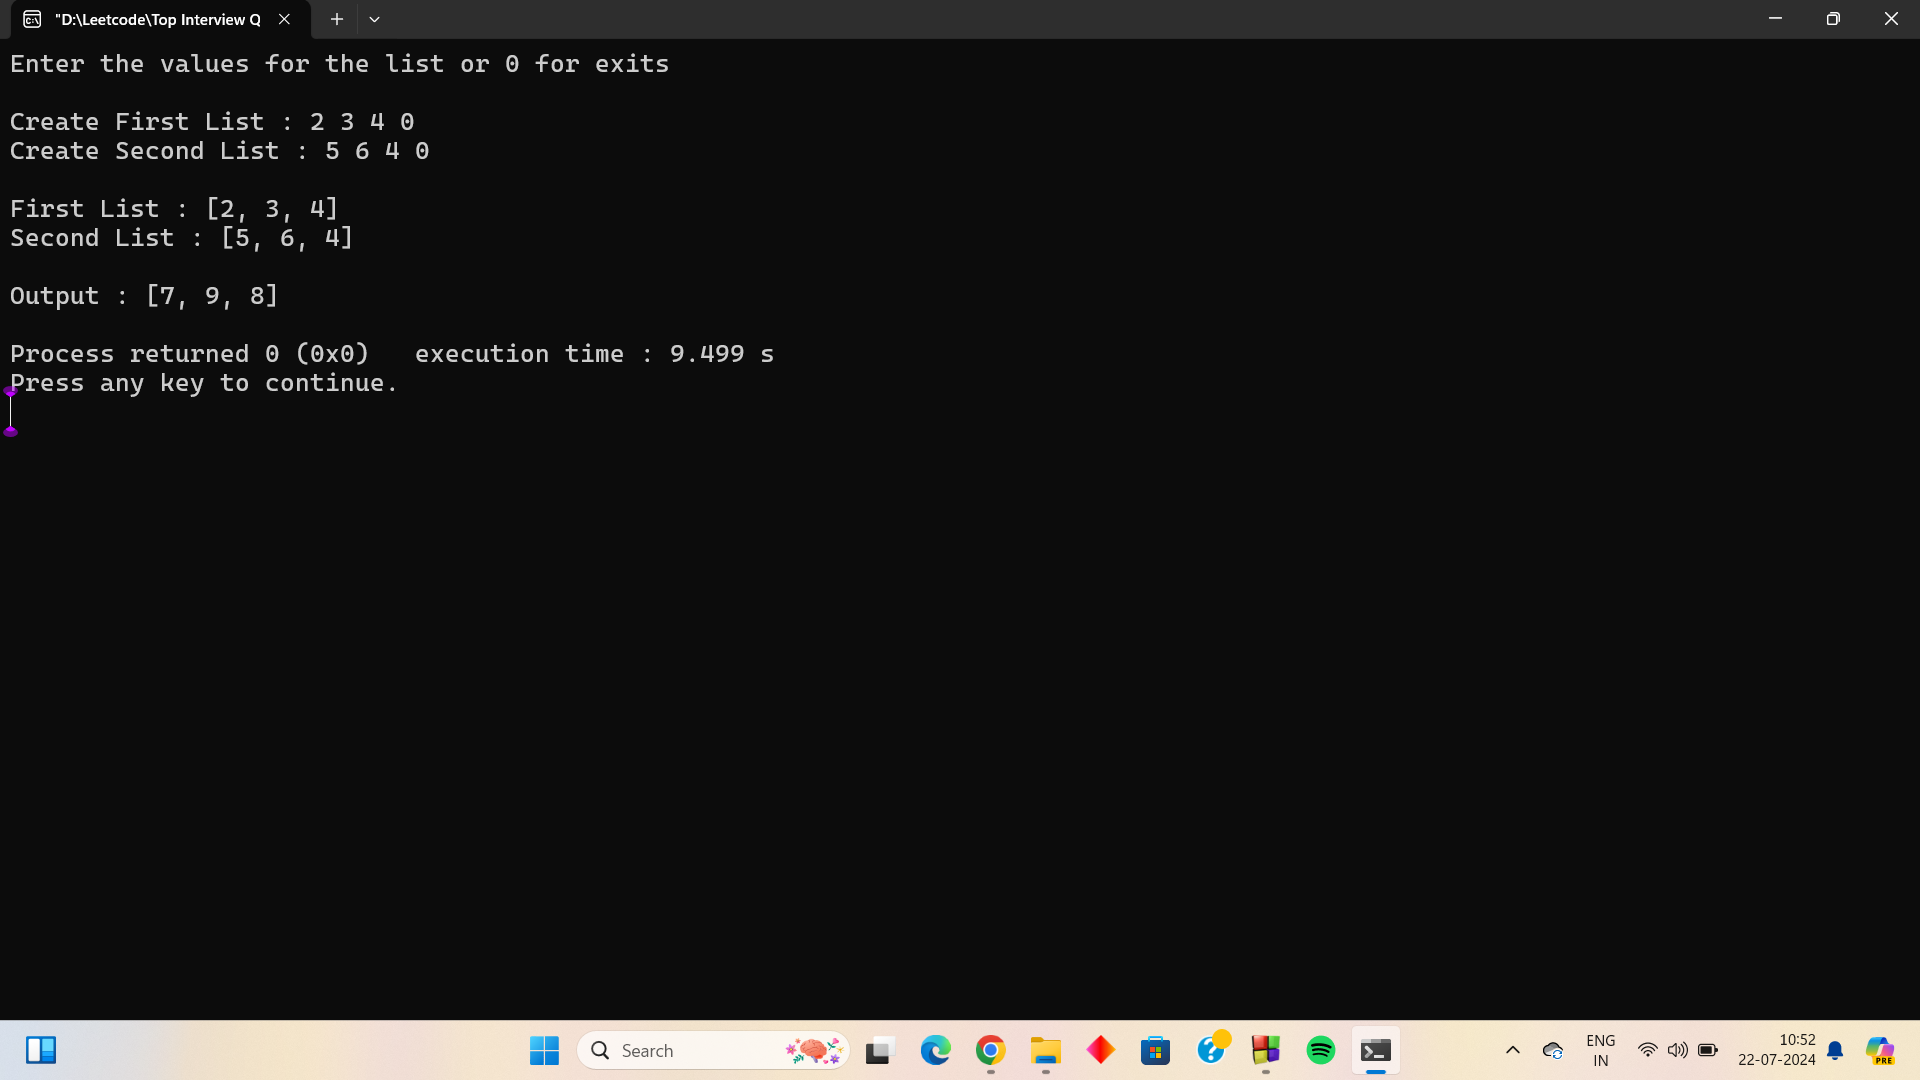 "D:\Leetcode\Top Interview Q
Enter the values for the list or 0 for exits
Create First List : 2 3 4 0
Create Second List : 5 6 4 0
First List : [2, 3, 4]
Second List : [5, 6, 4]
Output : [7, 9, 8]
Process returned 0 (0x0)   execution time : 9.499 s
Press any key to continue.
Search
ENG
IN
10:52
22-07-2024
PRE